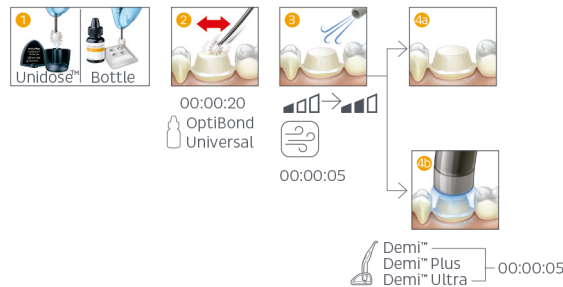 1
Unidose™
Bottle
2
00:00:20
OptiBond
Universal
3
00:00:05
4a
4b
Demi™
Demi™ Plus
Demi™ Ultra
00:00:05